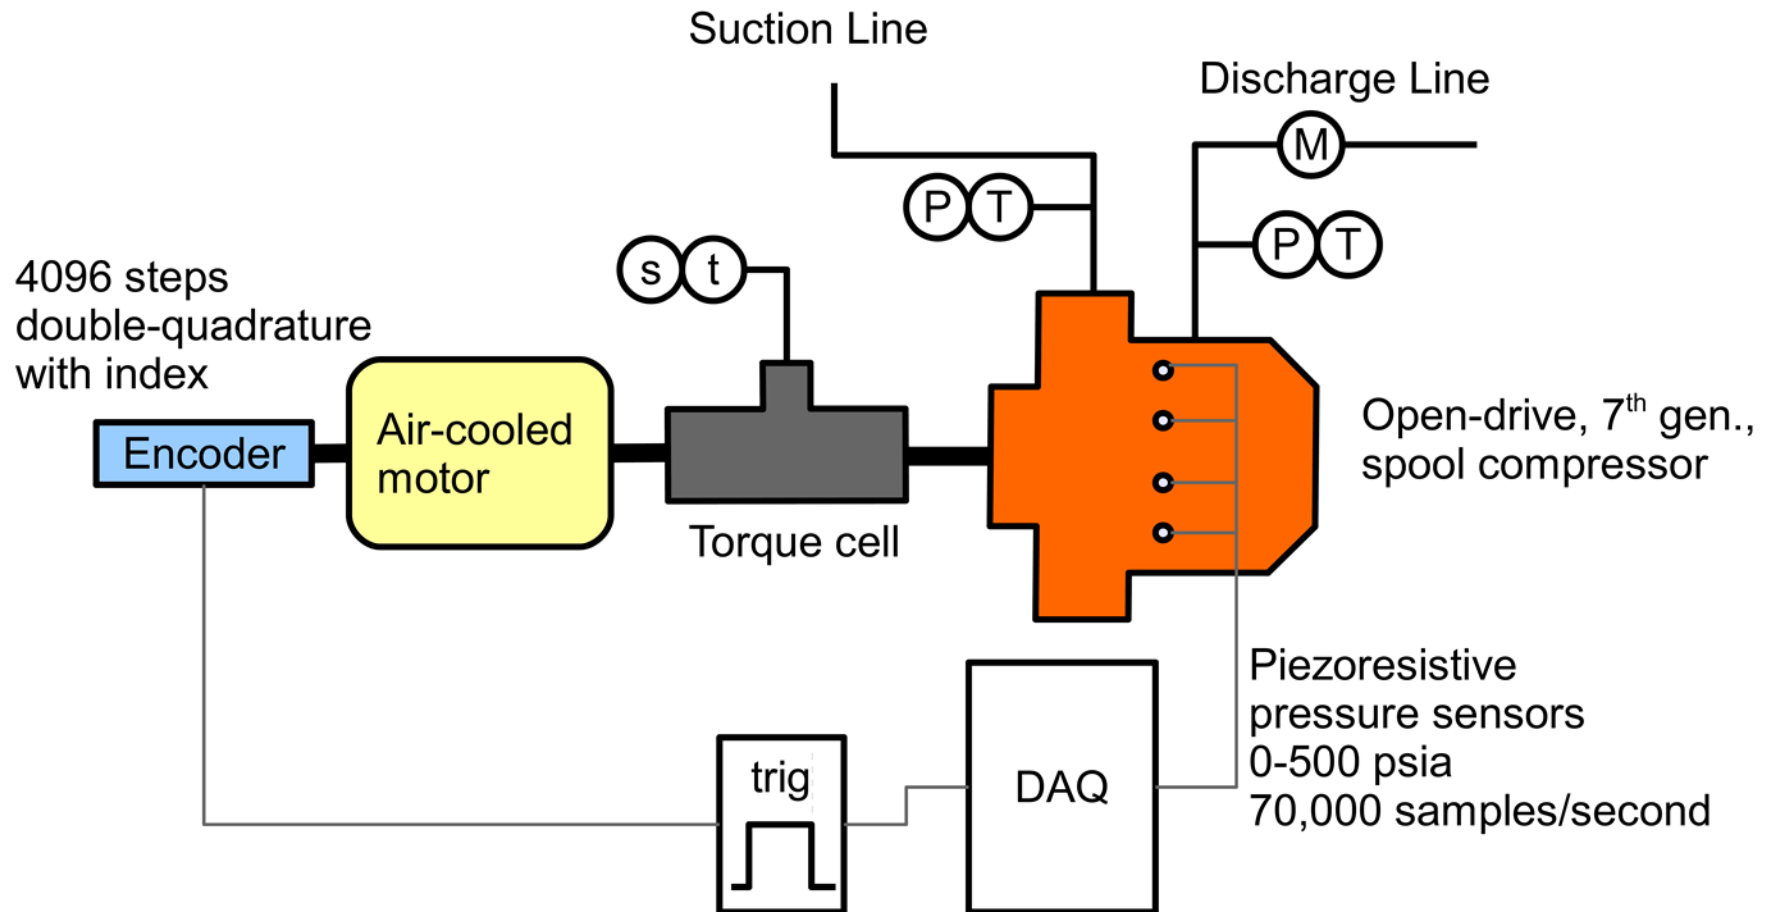 Suction Line
Discharge Line
M
P T
P T
s t
4096 steps
double-quadrature
with index
Encoder
Air-cooled
motor
Torque cell
Open-drive, 7th gen.,
spool compressor
Piezoresistive
pressure sensors
0-500 psia
70,000 samples/second
trig
DAQ